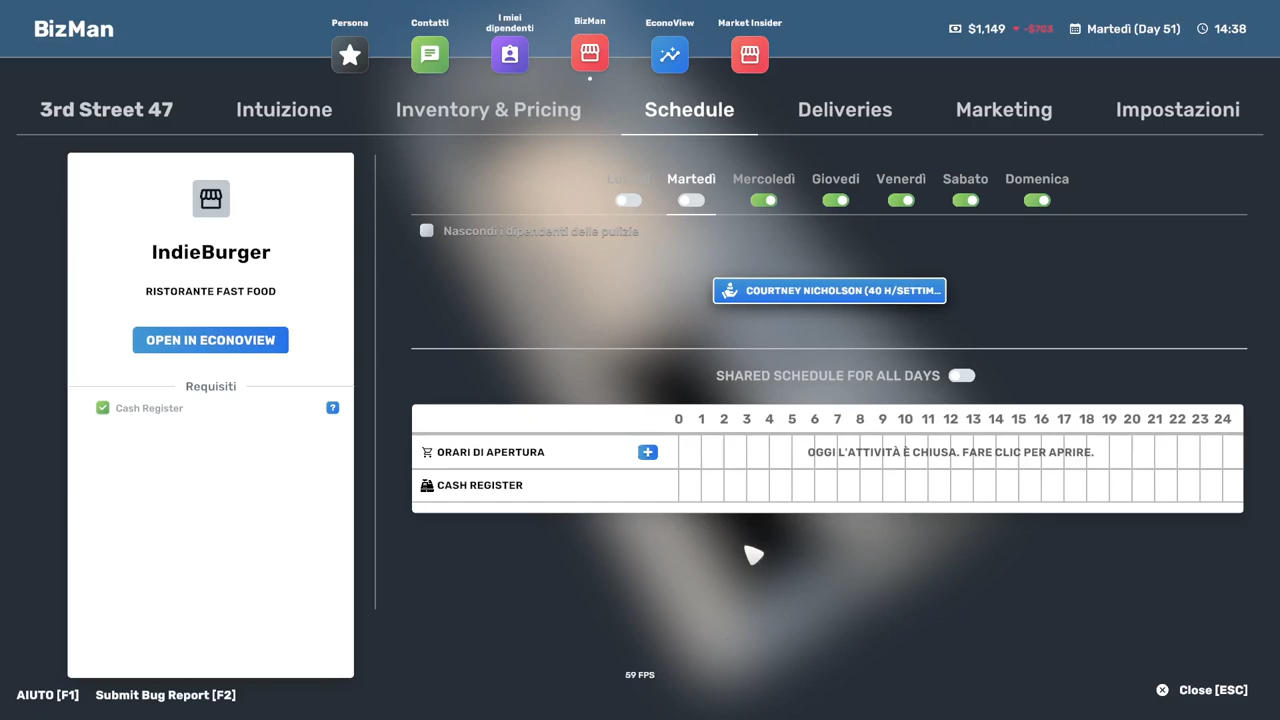 BizMan
Persona
Contatti
I miei
dipendenti
BizMan
EconoView
Market Insider
$1,149 -$703 Martedì (Day 51) 14:38
3rd Street 47
Intuizione
Inventory & Pricing
Schedule
Deliveries
Marketing
Impostazioni
IndieBurger
RISTORANTE FAST FOOD
OPEN IN ECONOVIEW
Requisiti
Cash Register ?
Martedì
Mercoledì
Giovedì
Venerdì
Sabato
Domenica
Nascondi i dipendenti delle pulizie
COURTNEY NICHOLSON (40 H/SETTIM...
SHARED SCHEDULE FOR ALL DAYS
0 1 2 3 4 5 6 7 8 9 10 11 12 13 14 15 16 17 18 19 20 21 22 23 24
ORARI DI APERTURA + OGGI L'ATTIVITÀ È CHIUSA. FARE CLIC PER APRIRE.
CASH REGISTER
59 FPS
AIUTO [F1] Submit Bug Report [F2]
Close [ESC]